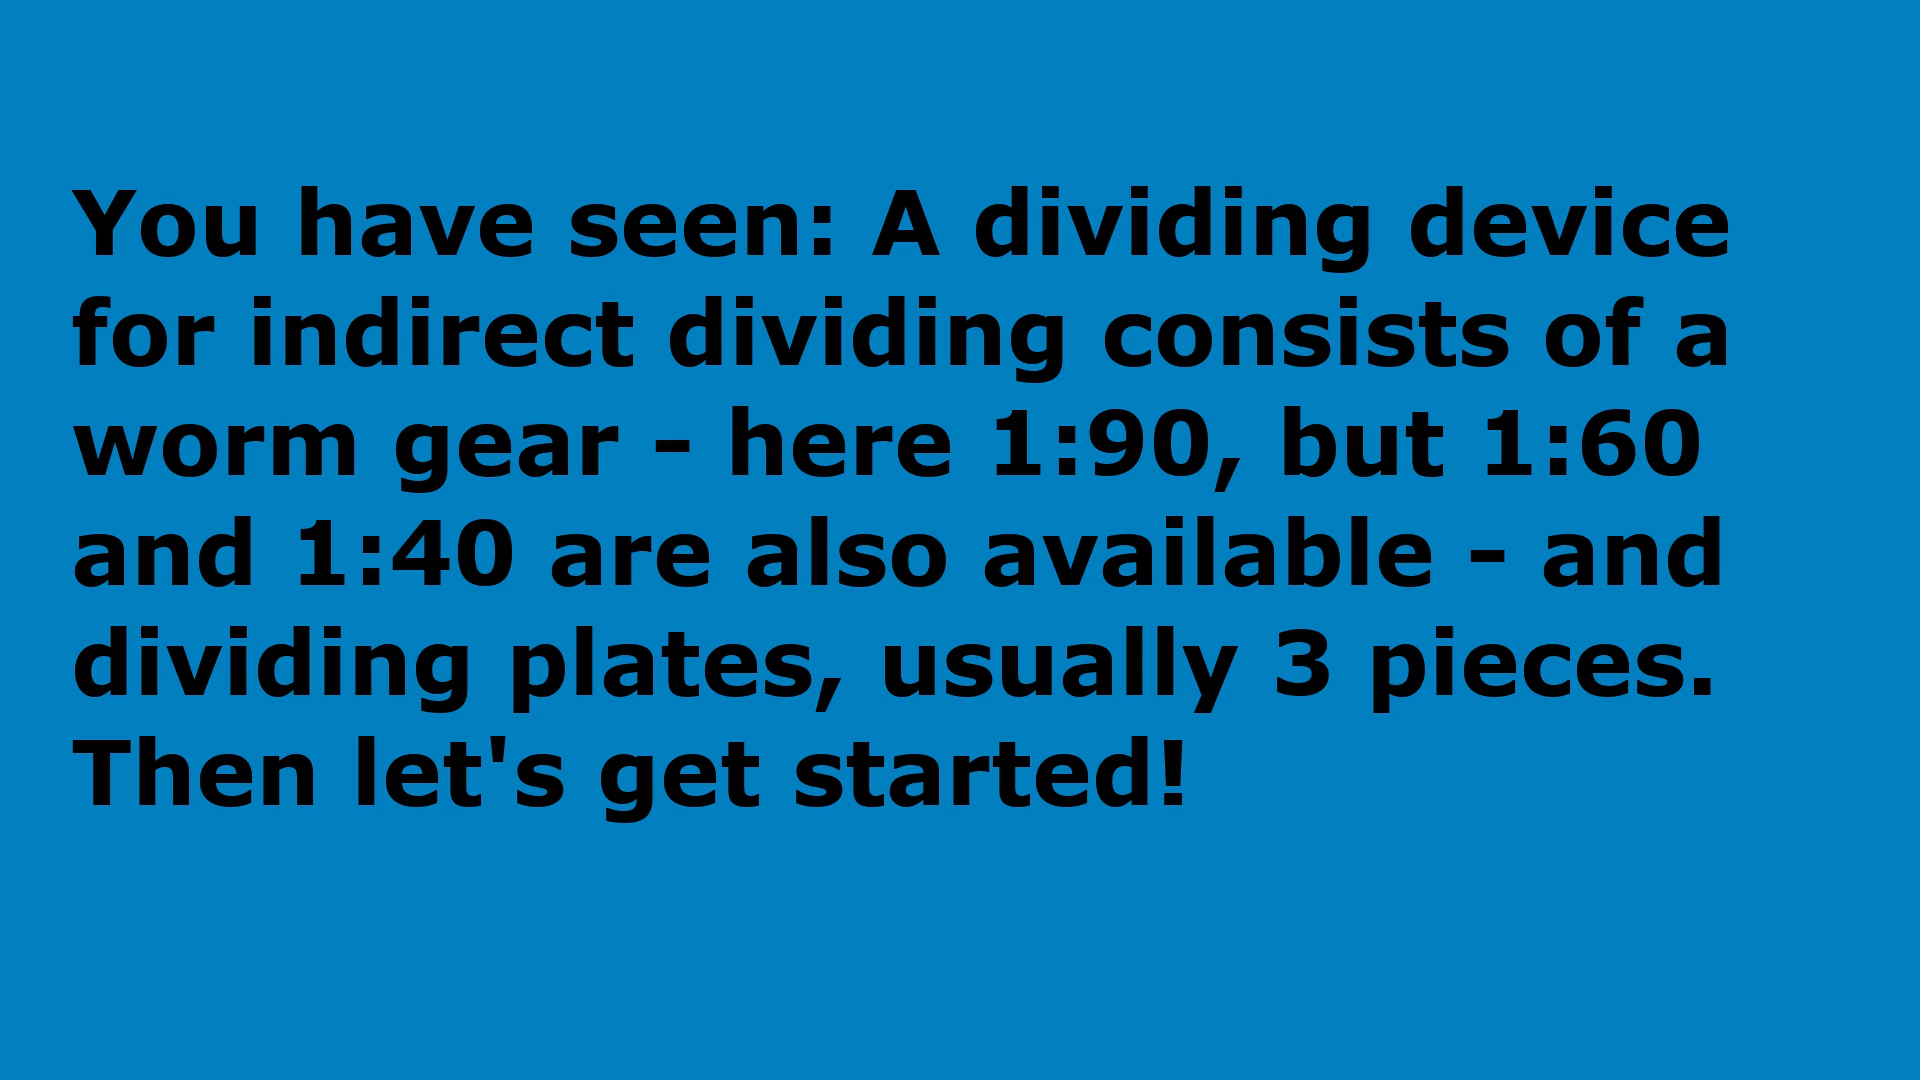 You have seen: A dividing device
for indirect dividing consists of a
worm gear – here 1:90, but 1:60
and 1:40 are also available – and
dividing plates, usually 3 pieces.
Then let's get started!